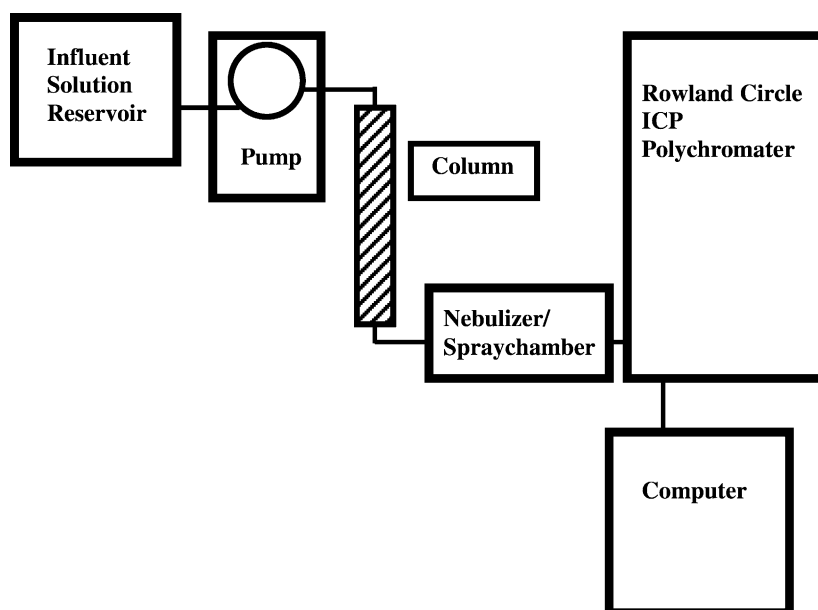 Influent
Solution
Reservoir
Pump
Column
Rowland Circle
ICP
Polychromater
Nebulizer/
Spraychamber
Computer